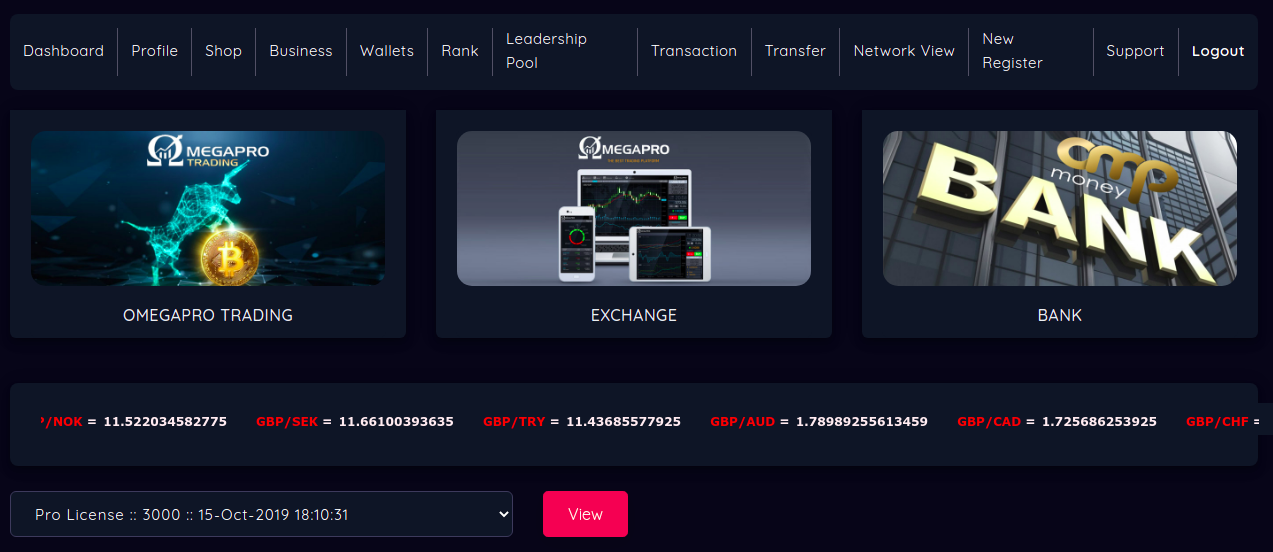 Dashboard
Profile
Shop
Business
Wallets
Rank
Leadership
Pool
Transaction
Transfer
Network View
New
Register
Support
Logout
ΩMEGAPRO
TRADING
ΩMEGAPRO
THE BEST TRADING PLATFORM
omp
money
BANK
OMEGAPRO TRADING
EXCHANGE
BANK
/NOK = 11.522034582775
GBP/SEK = 11.66100393635
GBP/TRY = 11.43685577925
GBP/AUD = 1.78989255613459
GBP/CAD = 1.725686253925
GBP/CHF =
Pro License :: 3000 :: 15-Oct-2019 18:10:31
View